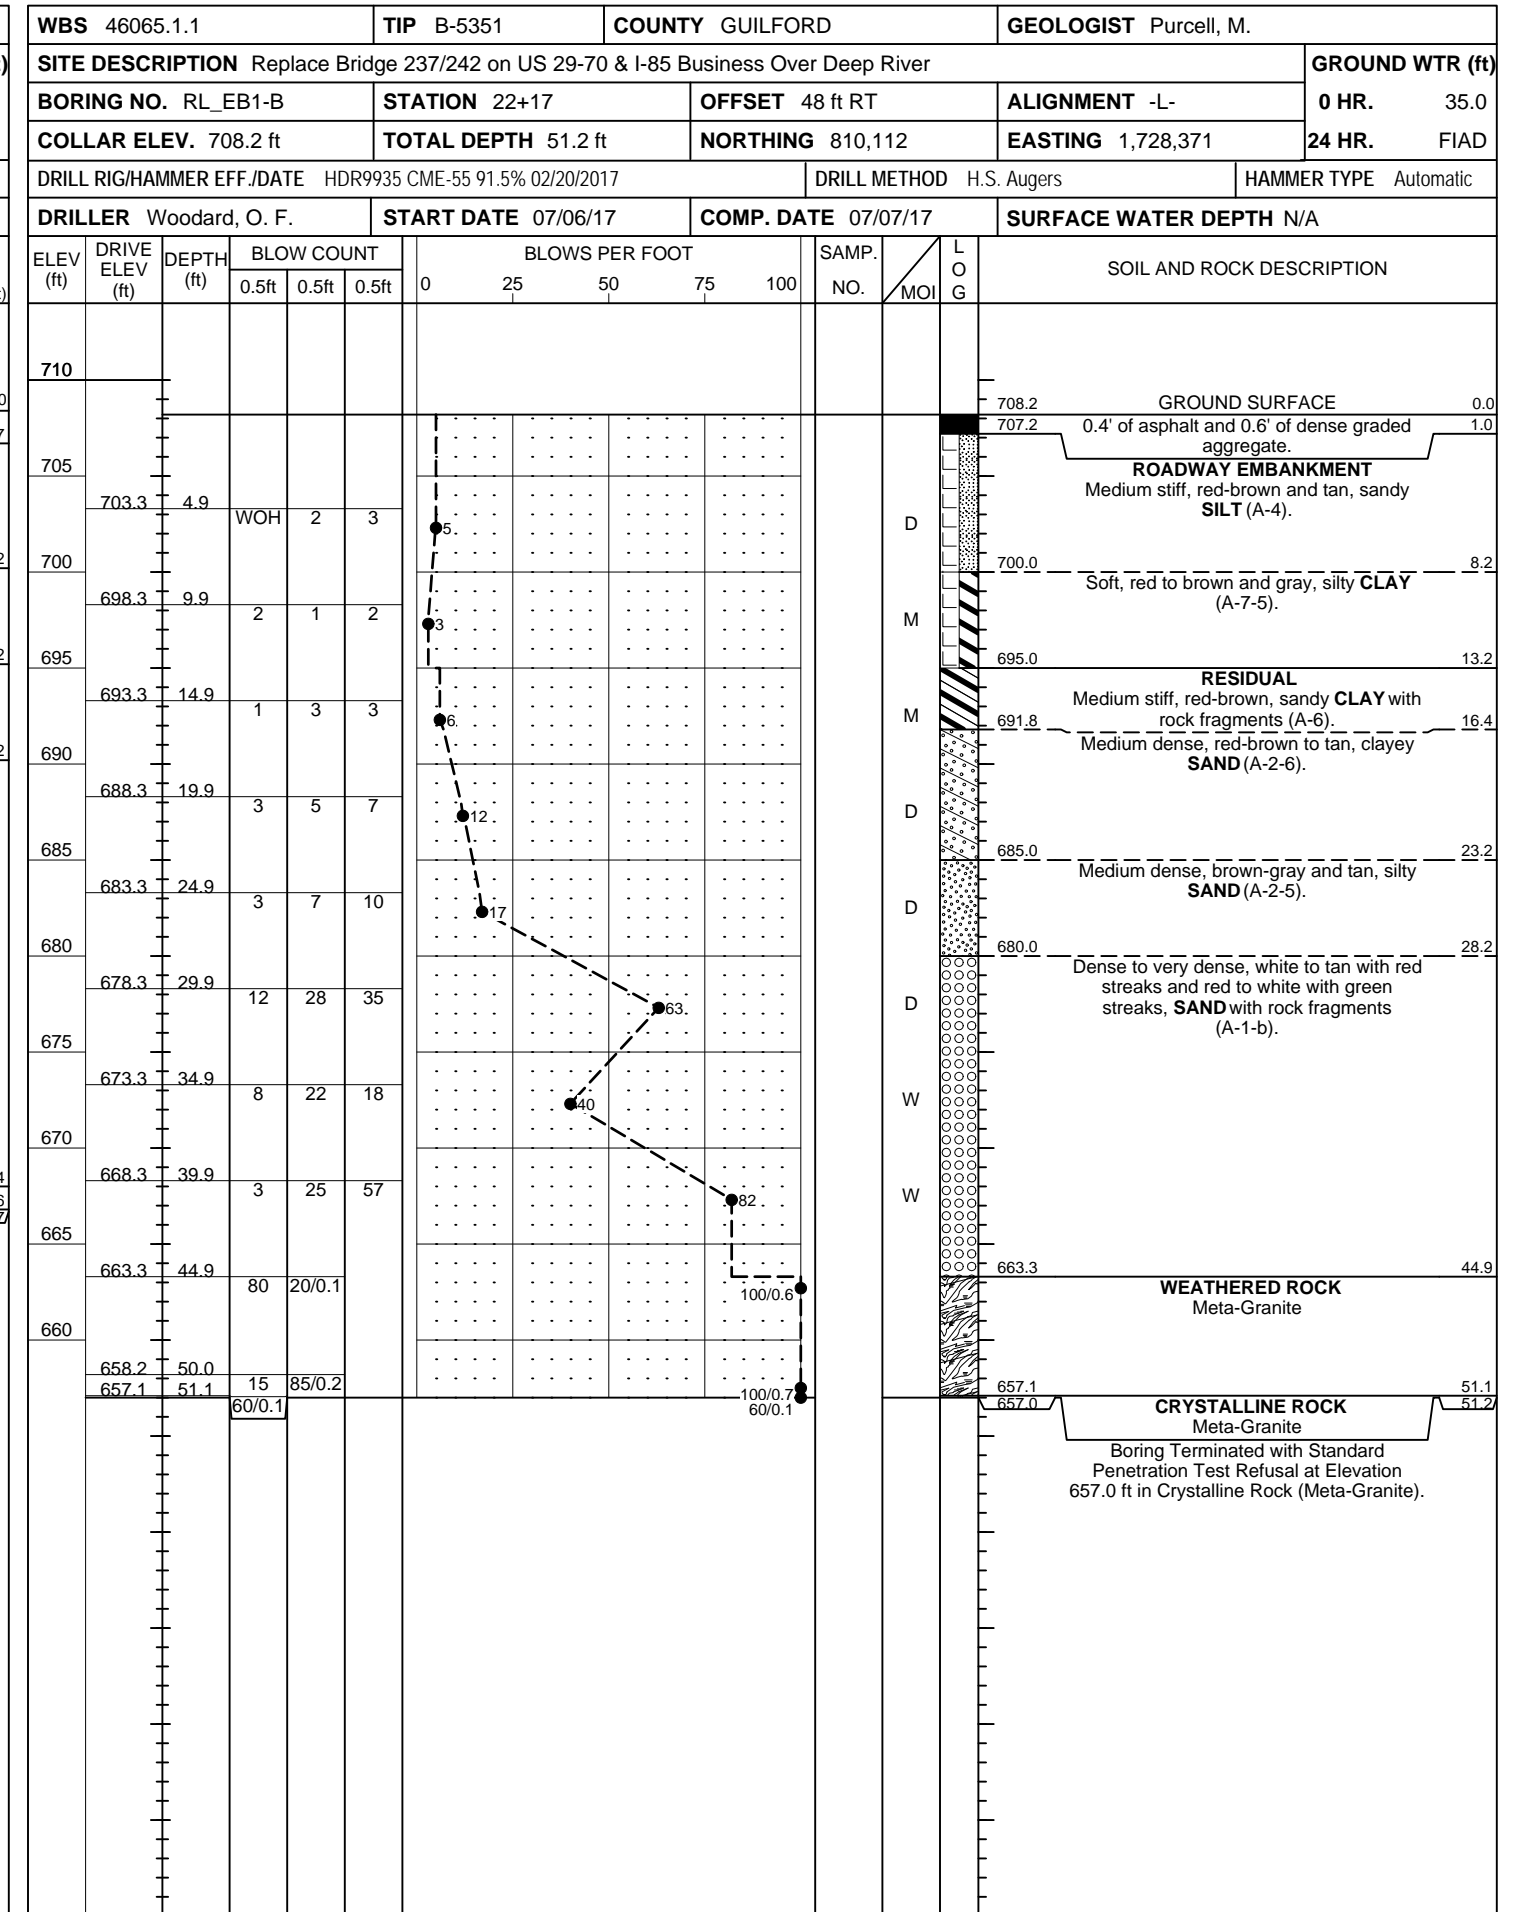 WBS 46065.1.1 TIP B-5351 COUNTY GUILFORD GEOLOGIST Purcell, M.
SITE DESCRIPTION Replace Bridge 237/242 on US 29-70 & I-85 Business Over Deep River GROUND WTR (ft)
BORING NO. RL_EB1-B STATION 22+17 OFFSET 48 ft RT ALIGNMENT -L- 0 HR. 35.0
COLLAR ELEV. 708.2 ft TOTAL DEPTH 51.2 ft NORTHING 810,112 EASTING 1,728,371 24 HR. FIAD
DRILL RIG/HAMMER EFF./DATE HDR9935 CME-55 91.5% 02/20/2017 DRILL METHOD H.S. Augers HAMMER TYPE Automatic
DRILLER Woodard, O. F. START DATE 07/06/17 COMP. DATE 07/07/17 SURFACE WATER DEPTH N/A
ELEV (ft) DRIVE ELEV (ft) DEPTH (ft) BLOW COUNT BLOWS PER FOOT SAMP. NO. MOI LOG SOIL AND ROCK DESCRIPTION
0.5ft 0.5ft 0.5ft 0 25 50 75 100
710
708.2 GROUND SURFACE 0.0
707.2 0.4' of asphalt and 0.6' of dense graded 1.0
aggregate.
705
ROADWAY EMBANKMENT
Medium stiff, red-brown and tan, sandy
SILT (A-4).
703.3 4.9
WOH 2 3 5 D
700 700.0 8.2
Soft, red to brown and gray, silty CLAY
(A-7-5).
698.3 9.9
2 1 2 3 M
695 695.0 13.2
RESIDUAL
693.3 14.9 Medium stiff, red-brown, sandy CLAY with
1 3 3 6 M 691.8 rock fragments (A-6). 16.4
Medium dense, red-brown to tan, clayey
690 SAND (A-2-6).
688.3 19.9
3 5 7 12 D
685 685.0 23.2
Medium dense, brown-gray and tan, silty
683.3 24.9 SAND (A-2-5).
3 7 10 17 D
680 680.0 28.2
Dense to very dense, white to tan with red
678.3 29.9 streaks and red to white with green
12 28 35 63 D streaks, SAND with rock fragments
(A-1-b).
675
673.3 34.9
8 22 18 40 W
670
668.3 39.9
3 25 57 82 W
665
663.3 44.9 663.3 44.9
80 20/0.1 100/0.6 WEATHERED ROCK
Meta-Granite
660
658.2 50.0
15 85/0.2 100/0.7
657.1 51.1 657.1 51.1
60/0.1 60/0.1 657.0 CRYSTALLINE ROCK 51.2
Meta-Granite
Boring Terminated with Standard
Penetration Test Refusal at Elevation
657.0 ft in Crystalline Rock (Meta-Granite).